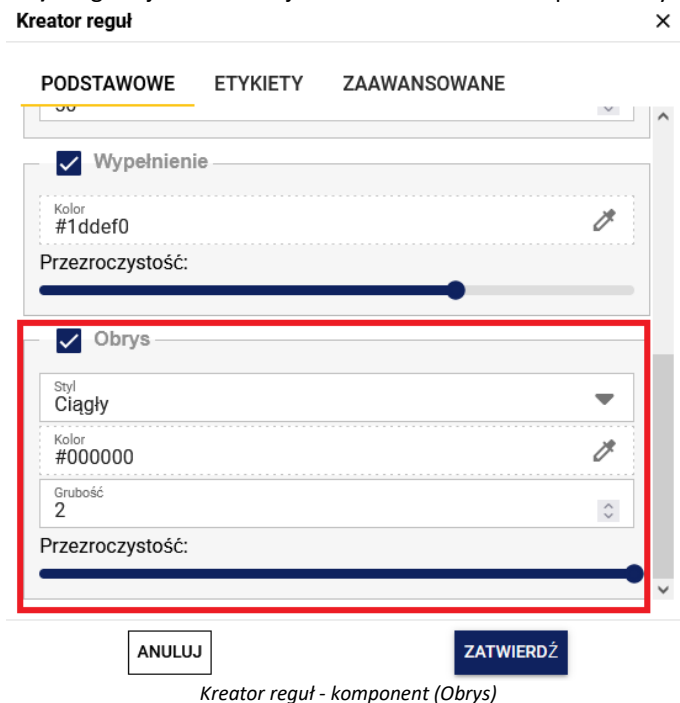 Kreator reguł
PODSTAWOWE ETYKIETY ZAAWANSOWANE
Wypełnienie
Kolor
#1ddef0
Przezroczystość:
Obrys
Styl
Ciągły
Kolor
#000000
Grubość
2
Przezroczystość:
ANULUJ ZATWIERDŹ
Kreator reguł - komponent (Obrys)